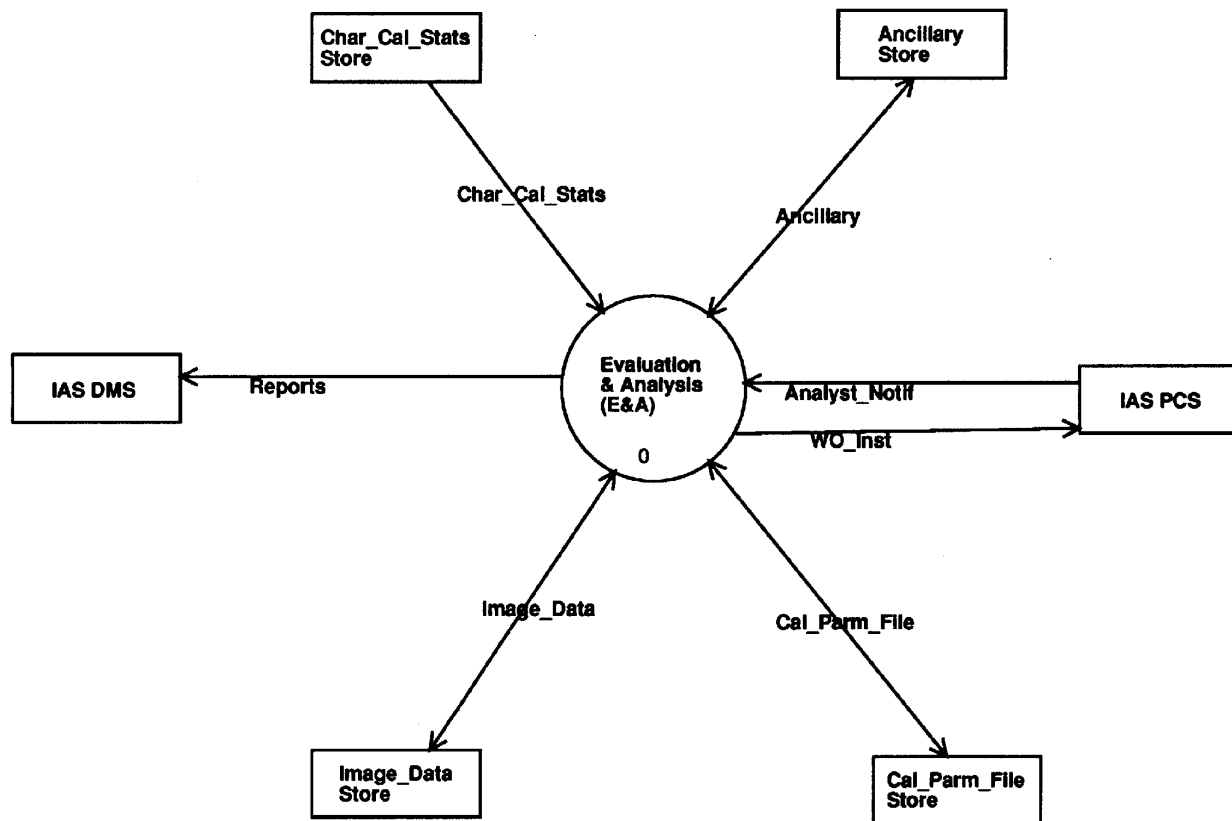 Char_Cal_Stats
Store
Ancillary
Store
Char_Cal_Stats
Ancillary
IAS DMS
Reports
Evaluation
& Analysis
(E&A)
0
Analyst_Notif
WO_Inst
IAS PCS
Image_Data
Cal_Parm_File
Image_Data
Store
Cal_Parm_File
Store